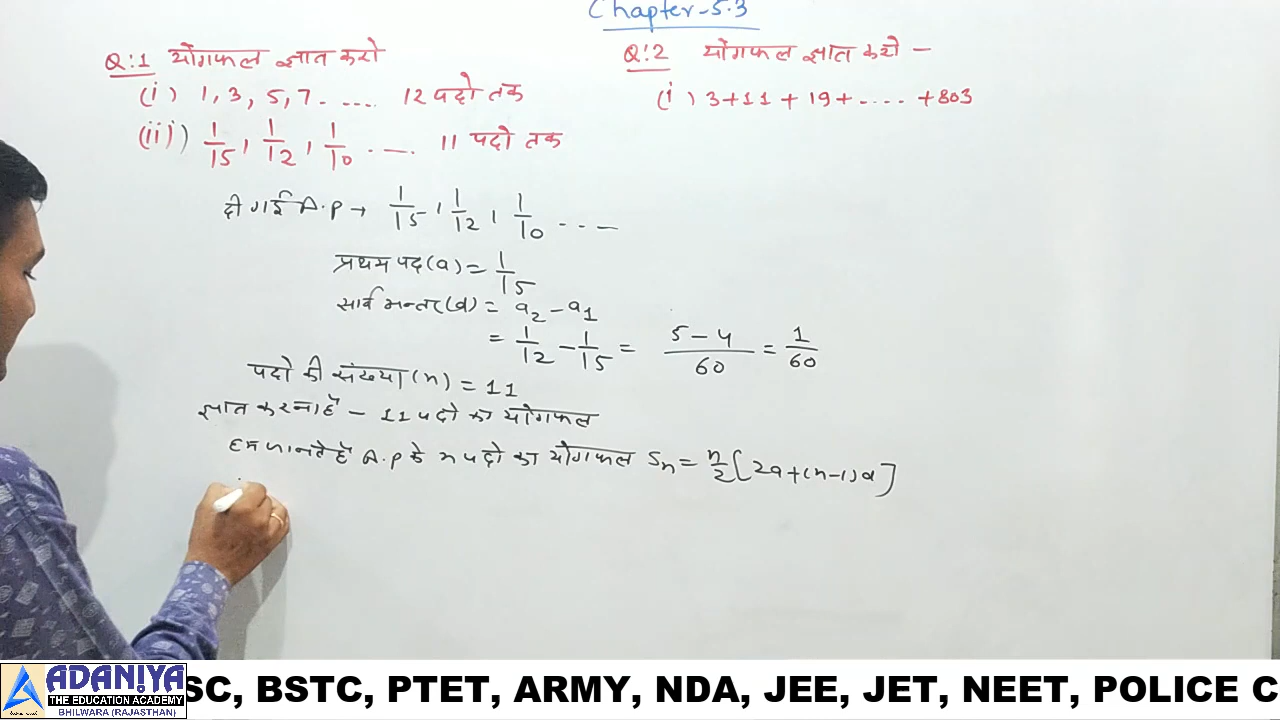 Chapter-5.3
Q:1 योगफल ज्ञात करो
(i) 1, 3, 5, 7 - .... 12 पदो तक
(ii) 1/15, 1/12, 1/10 .... 11 पदो तक
Q:2 योगफल ज्ञात करो -
(i) 3+11+19+.....+803
दी गई A.P → 1/15, 1/12, 1/10 ----
प्रथम पद(a) = 1/15
सार्व अन्तर(d) = a₂ - a₁
= 1/12 - 1/15 = 5-4/60 = 1/60
पदो की संख्या(n) = 11
ज्ञात करना है - 11 पदो का योगफल
हम जानते हैं A.P के n पदो का योगफल Sₙ = n/2 [2a+(n-1)d]
ADANIYA
THE EDUCATION ACADEMY
BHILWARA (RAJASTHAN)
SC, BSTC, PTET, ARMY, NDA, JEE, JET, NEET, POLICE C